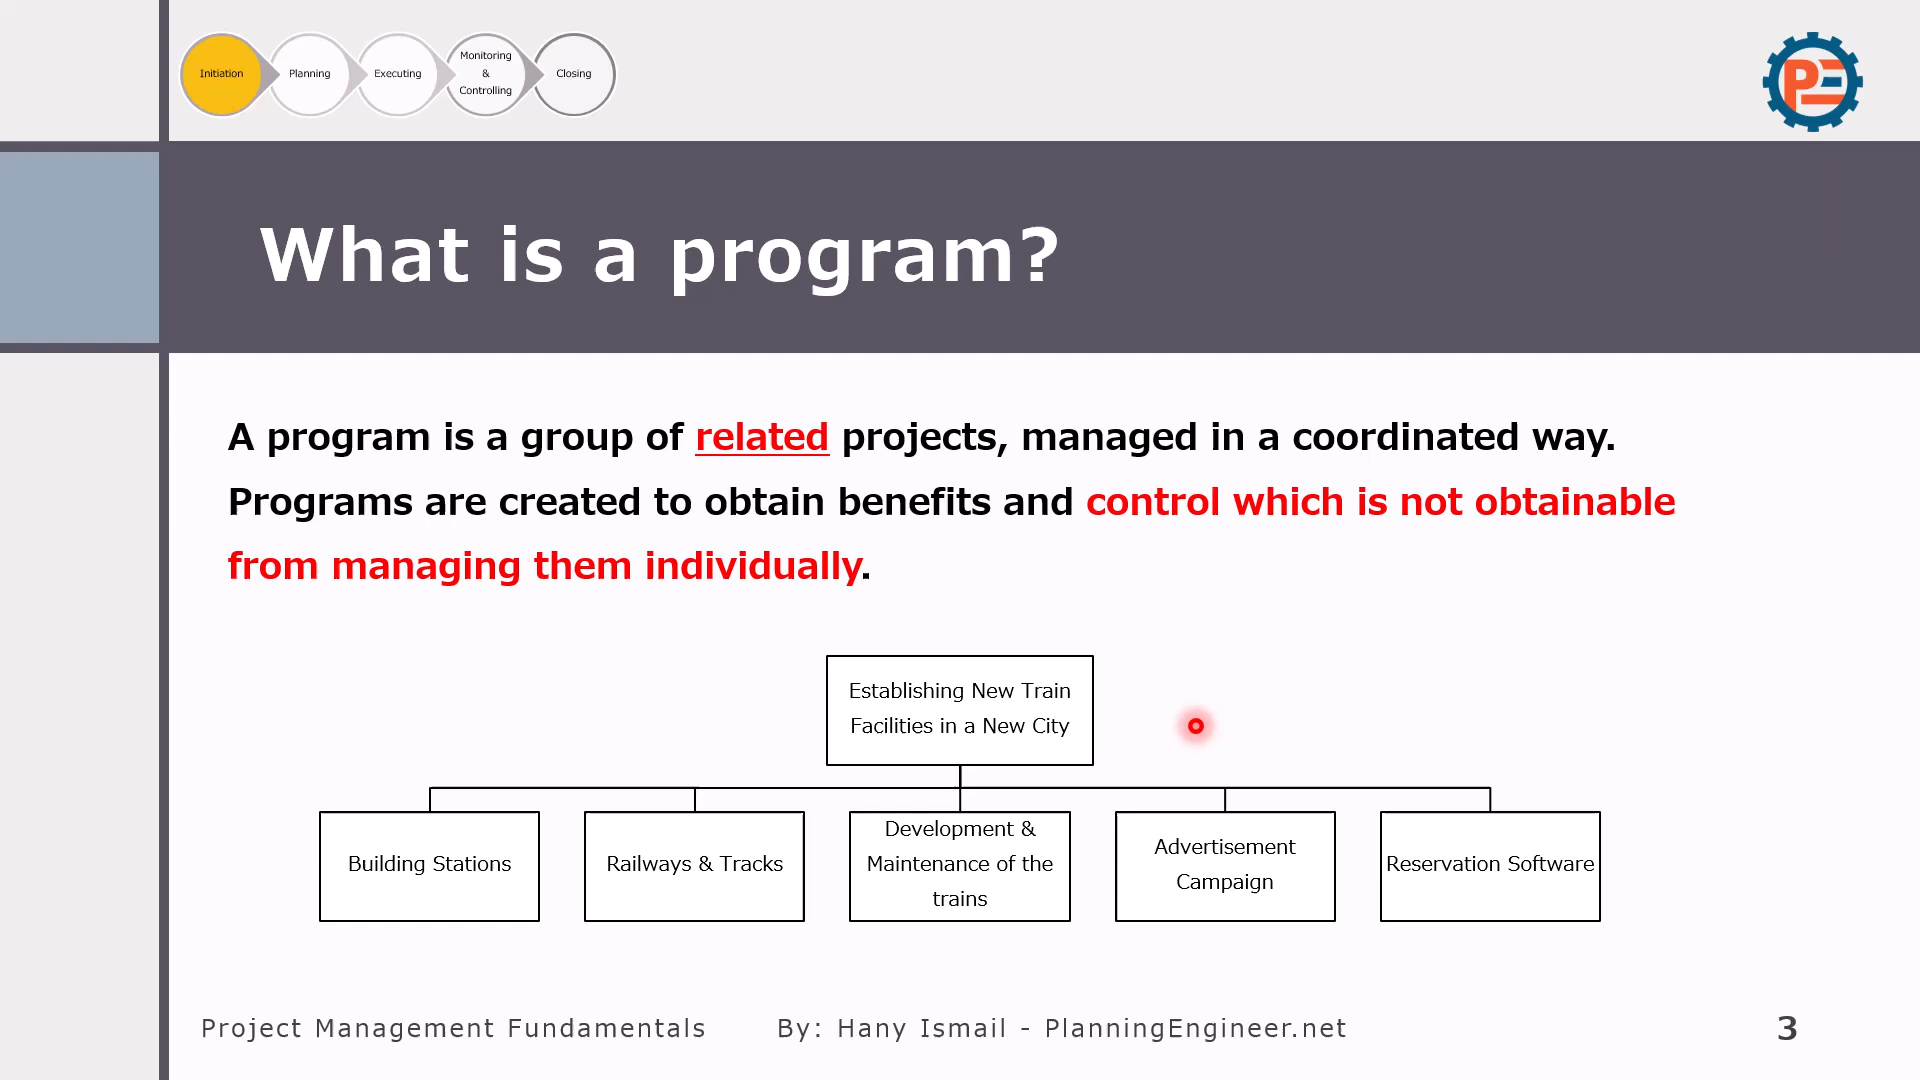 Initiation
Planning
Executing
Monitoring
&
Controlling
Closing
PE
What is a program?
A program is a group of related projects, managed in a coordinated way.
Programs are created to obtain benefits and control which is not obtainable
from managing them individually.
Establishing New Train
Facilities in a New City
Building Stations
Railways & Tracks
Development &
Maintenance of the
trains
Advertisement
Campaign
Reservation Software
Project Management Fundamentals
By: Hany Ismail - PlanningEngineer.net
3